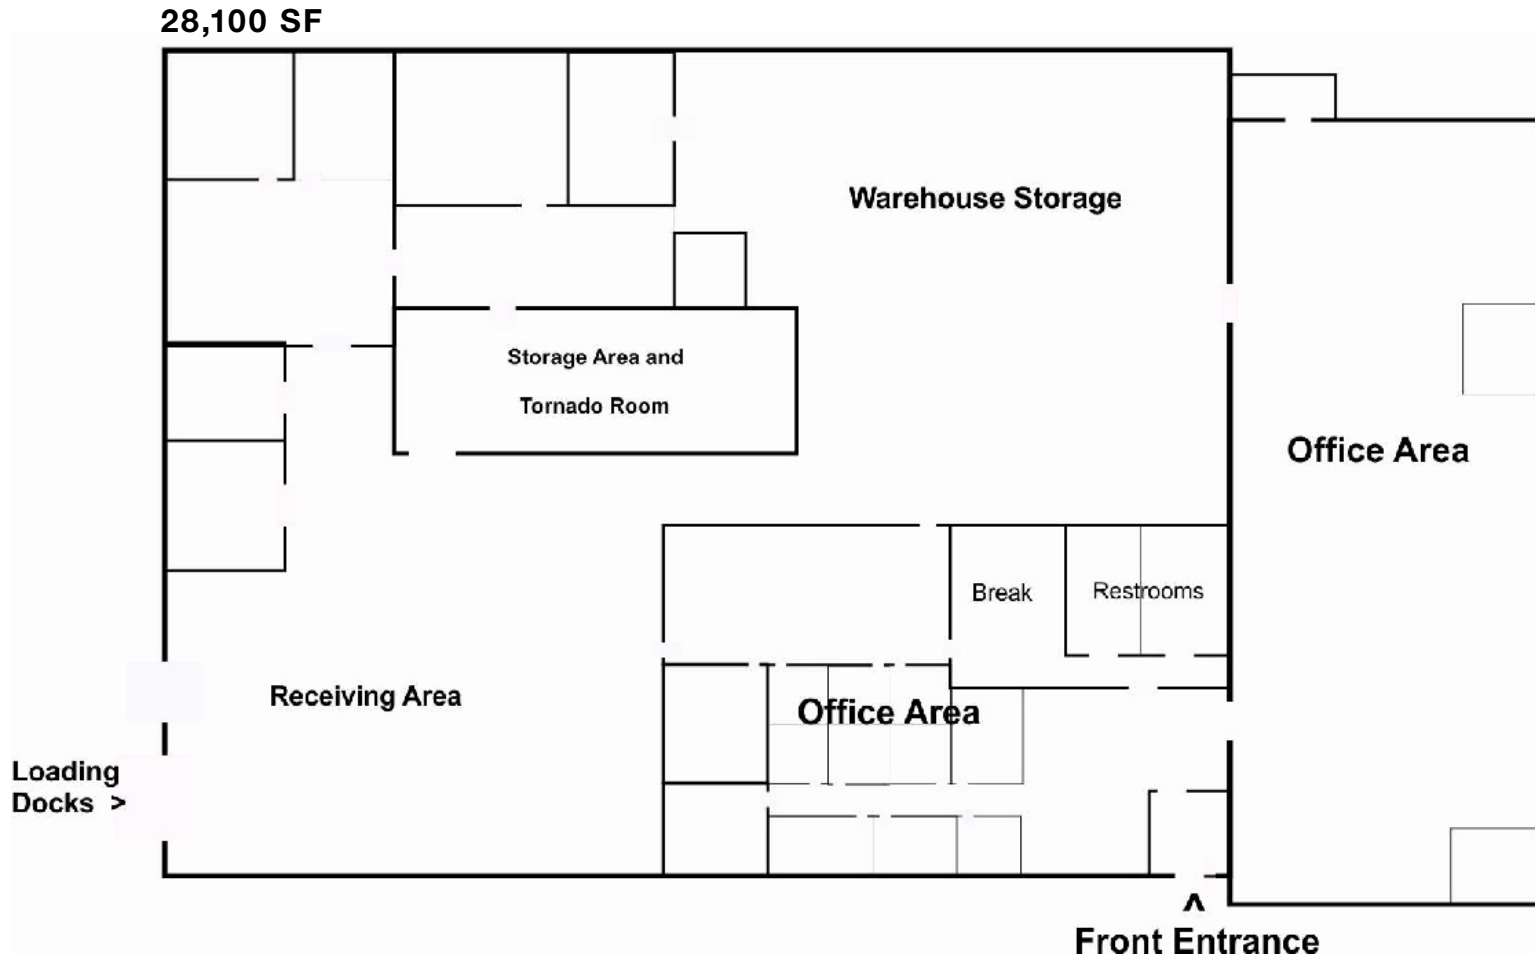 28,100 SF
Warehouse Storage
Storage Area and
Tornado Room
Office Area
Break
Restrooms
Receiving Area
Office Area
Loading
Docks >
^
Front Entrance